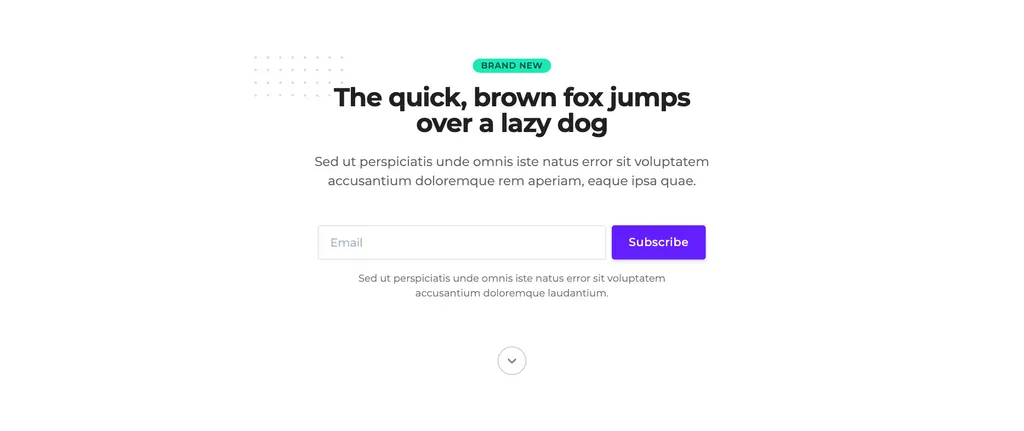 BRAND NEW
The quick, brown fox jumps
over a lazy dog
Sed ut perspiciatis unde omnis iste natus error sit voluptatem
accusantium doloremque rem aperiam, eaque ipsa quae.
Email
Subscribe
Sed ut perspiciatis unde omnis iste natus error sit voluptatem
accusantium doloremque laudantium.